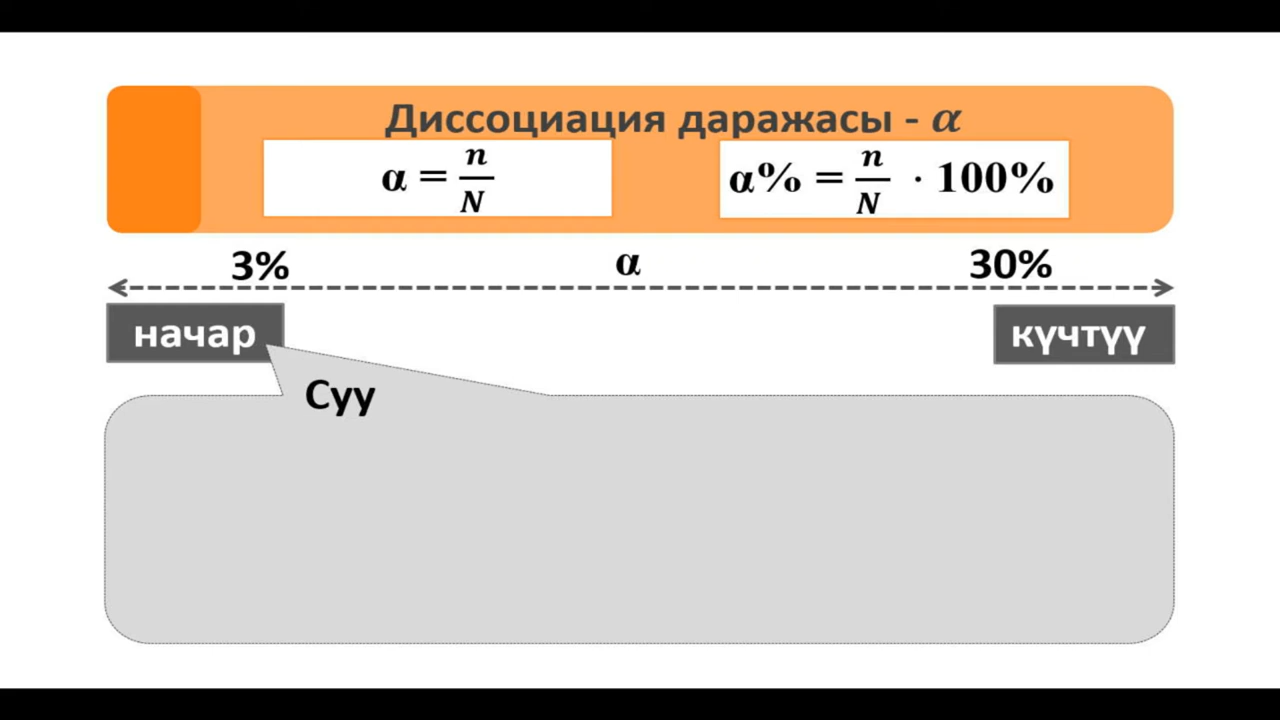 Диссоциация даражасы - α
α = n/N
α% = n/N · 100%
3% α 30%
начар
күчтүү
Суу